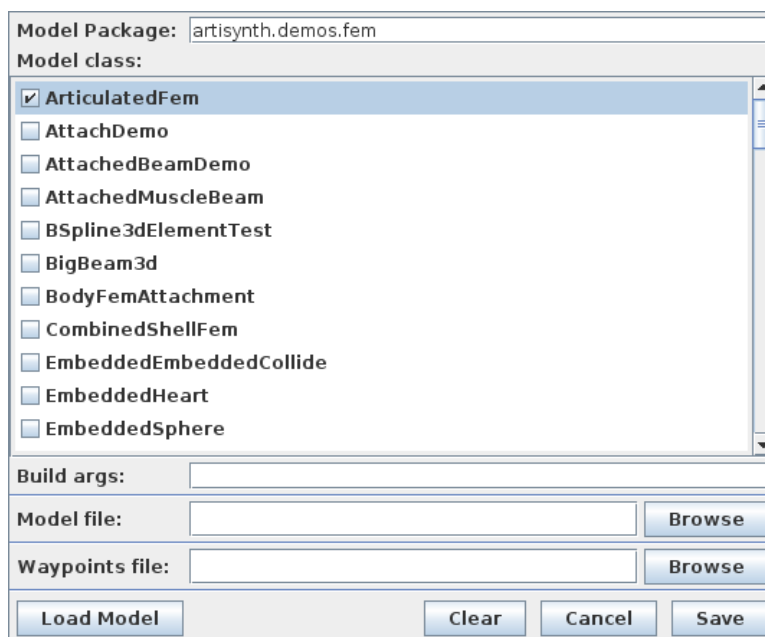 Model Package: artisynth.demos.fem
Model class:
ArticulatedFem
AttachDemo
AttachedBeamDemo
AttachedMuscleBeam
BSpline3dElementTest
BigBeam3d
BodyFemAttachment
CombinedShellFem
EmbeddedEmbeddedCollide
EmbeddedHeart
EmbeddedSphere
Build args:
Model file: Browse
Waypoints file: Browse
Load Model Clear Cancel Save